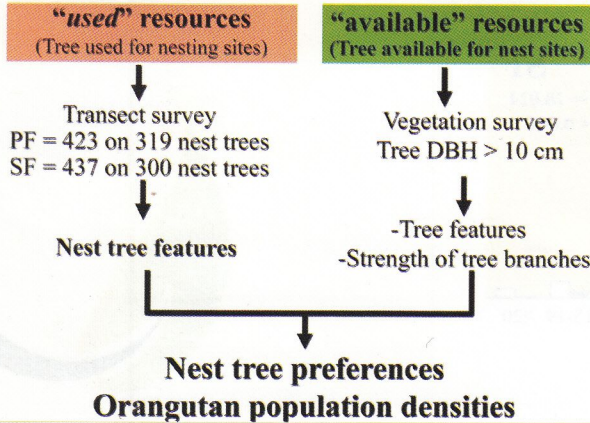 “used” resources
(Tree used for nesting sites)
Transect survey
PF = 423 on 319 nest trees
SF = 437 on 300 nest trees
Nest tree features
“available” resources
(Tree available for nest sites)
Vegetation survey
Tree DBH > 10 cm
-Tree features
-Strength of tree branches
Nest tree preferences
Orangutan population densities